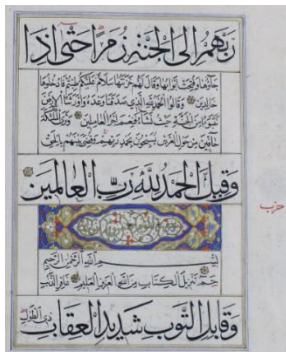 ربهم الى الجنة زمرا حتى اذا
جاؤها وفتحت ابوابها وقال لهم خزنتها سلام عليكم طبتم فادخلوها
خالدين وقالوا الحمد لله الذي صدقنا وعده واورثنا الارض
نتبوأ من الجنة حيث نشاء فنعم اجر العاملين وترى الملئكة
حافين من حول العرش يسبحون بحمد ربهم وقضي بينهم بالحق
وقيل الحمد لله رب العالمين
حزب
بسم الله الرحمن الرحيم
حم تنزيل الكتاب من الله العزيز العليم غافر الذنب
وقابل التوب شديد العقاب ذي الطول